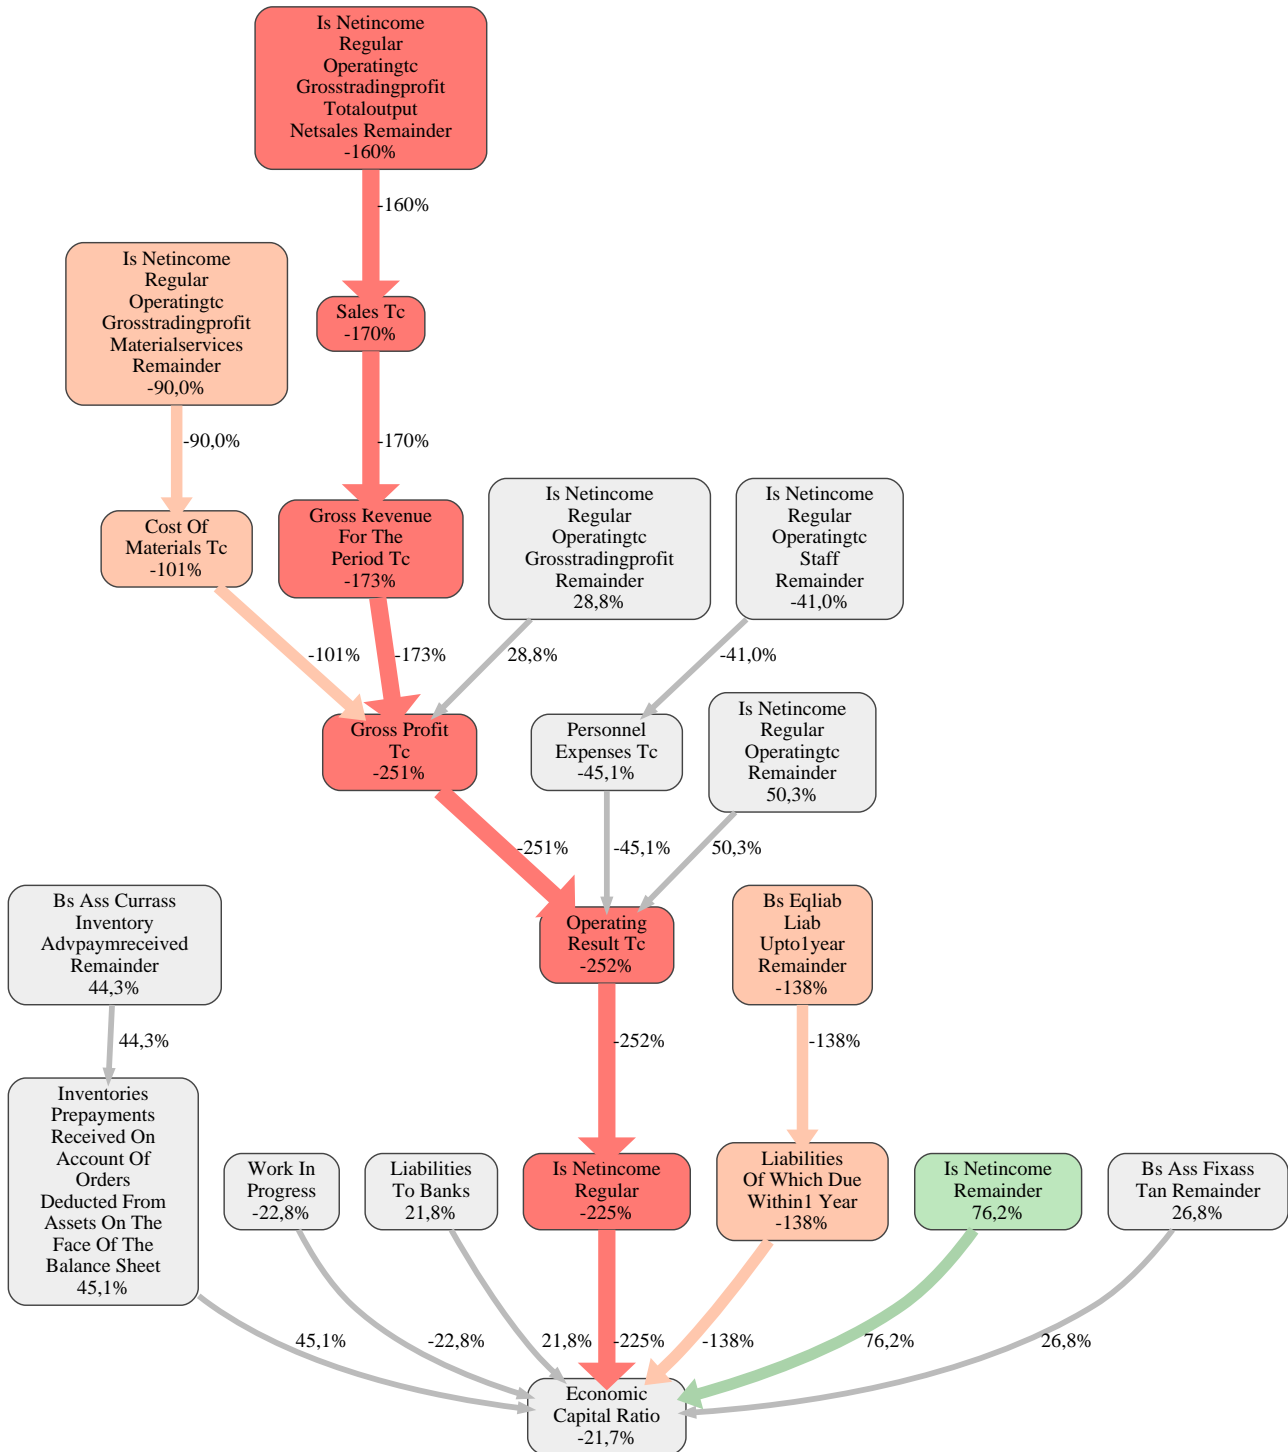 Is Netincome
Regular
Operatingtc
Grosstradingprofit
Totaloutput
Netsales Remainder
-160%
-160%
Is Netincome
Regular
Operatingtc
Grosstradingprofit
Materialservices
Remainder
-90,0%
Sales Tc
-170%
-90,0%
-170%
Cost Of
Materials Tc
-101%
Gross Revenue
For The
Period Tc
-173%
Is Netincome
Regular
Operatingtc
Grosstradingprofit
Remainder
28,8%
Is Netincome
Regular
Operatingtc
Staff
Remainder
-41,0%
-101%
-173%
28,8%
-41,0%
Gross Profit
Tc
-251%
Personnel
Expenses Tc
-45,1%
Is Netincome
Regular
Operatingtc
Remainder
50,3%
-251%
-45,1%
50,3%
Bs Ass Currass
Inventory
Advpaymreceived
Remainder
44,3%
Operating
Result Tc
-252%
Bs Eqliab
Liab
Upto1year
Remainder
-138%
44,3%
-252%
-138%
Inventories
Prepayments
Received On
Account Of
Orders
Deducted From
Assets On The
Face Of The
Balance Sheet
45,1%
Work In
Progress
-22,8%
Liabilities
To Banks
21,8%
Is Netincome
Regular
-225%
Liabilities
Of Which Due
Within1 Year
-138%
Is Netincome
Remainder
76,2%
Bs Ass Fixass
Tan Remainder
26,8%
45,1%
-22,8%
21,8%
-225%
-138%
76,2%
26,8%
Economic
Capital Ratio
-21,7%